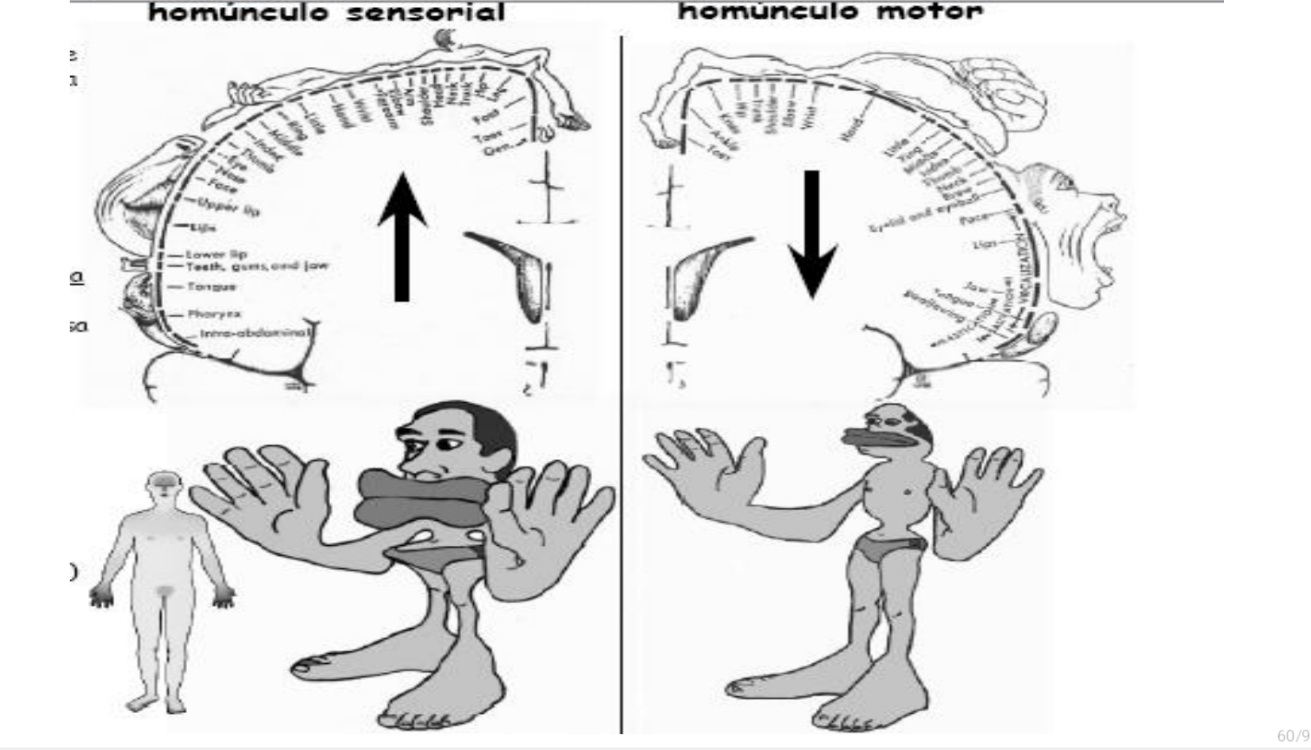 homúnculo sensorial
homúnculo motor
e
a
a
sa
)
Little
Ring
Middle
Index
Thumb
Eye
Nose
Face
Upper lip
Lips
Lower lip
Teeth, gums, and jaw
Tongue
Pharynx
Intra-abdominal
Hand
Wrist
Forearm
Elbow
Arm
Shoulder
Head
Neck
Trunk
Hip
Leg
Foot
Toes
Gen.
Toes
Ankle
Knee
Hip
Trunk
Shoulder
Elbow
Wrist
Hand
Little
Ring
Middle
Index
Thumb
Neck
Brow
Eyelid and eyeball
Face
Lips
VOCALIZATION
Jaw
Tongue
Swallowing
MASTICATION
SALIVATION
60/9